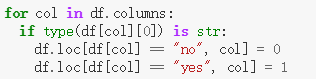 for col in df.columns:
  if type(df[col][0]) is str:
    df.loc[df[col] == "no", col] = 0
    df.loc[df[col] == "yes", col] = 1